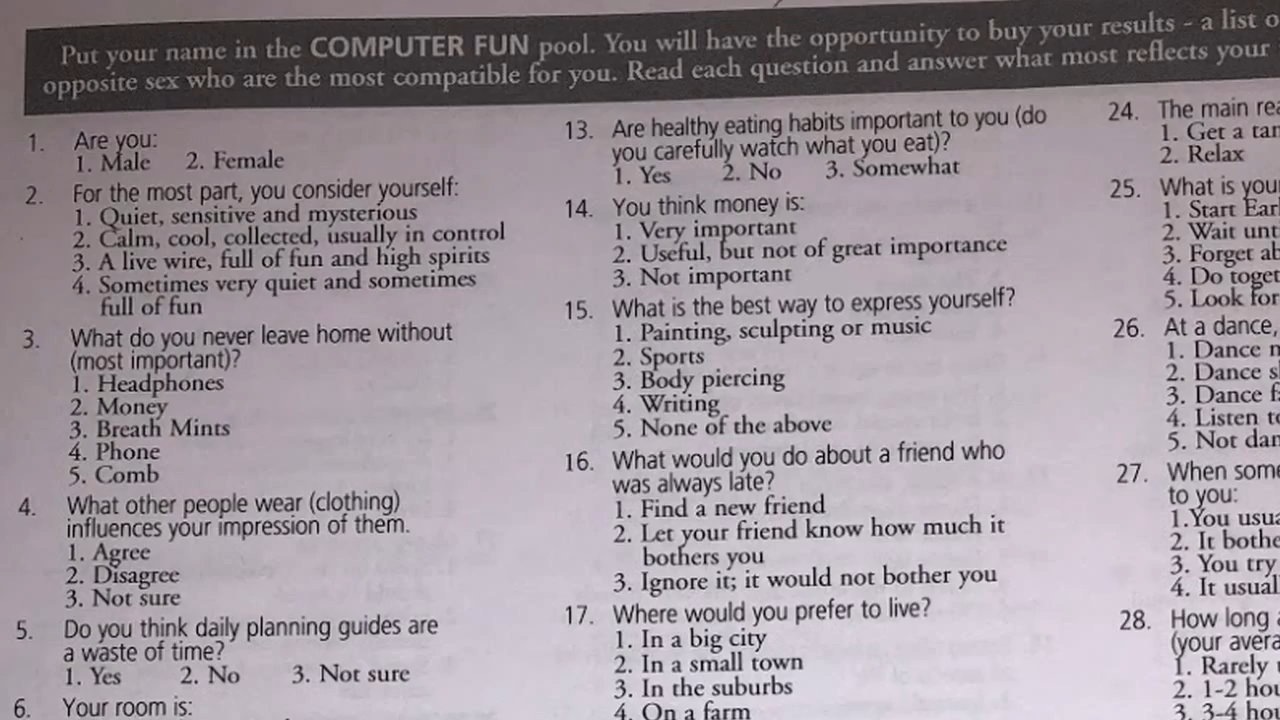 Put your name in the COMPUTER FUN pool. You will have the opportunity to buy your results - a list
opposite sex who are the most compatible for you. Read each question and answer what most reflects your
1. Are you:
1. Male 2. Female
2. For the most part, you consider yourself:
1. Quiet, sensitive and mysterious
2. Calm, cool, collected, usually in control
3. A live wire, full of fun and high spirits
4. Sometimes very quiet and sometimes
full of fun
3. What do you never leave home without
(most important)?
1. Headphones
2. Money
3. Breath Mints
4. Phone
5. Comb
4. What other people wear (clothing)
influences your impression of them.
1. Agree
2. Disagree
3. Not sure
5. Do you think daily planning guides are
a waste of time?
1. Yes 2. No 3. Not sure
6. Your room is:
13. Are healthy eating habits important to you (do
you carefully watch what you eat)?
1. Yes 2. No 3. Somewhat
14. You think money is:
1. Very important
2. Useful, but not of great importance
3. Not important
15. What is the best way to express yourself?
1. Painting, sculpting or music
2. Sports
3. Body piercing
4. Writing
5. None of the above
16. What would you do about a friend who
was always late?
1. Find a new friend
2. Let your friend know how much it
bothers you
3. Ignore it; it would not bother you
17. Where would you prefer to live?
1. In a big city
2. In a small town
3. In the suburbs
4. On a farm
24. The main
1. Get a
2. Relax
25. What is
1. Start
2. Wait
3. Forget
4. Do
5. Look for
26. At a dance,
1. Dance
2. Dance
3. Dance
4. Listen
5. Not
27. When
to you:
1.You
2. It
3. You try
4. It
28. How long
(your
1. Rarely
2. 1-2
3. 3-4